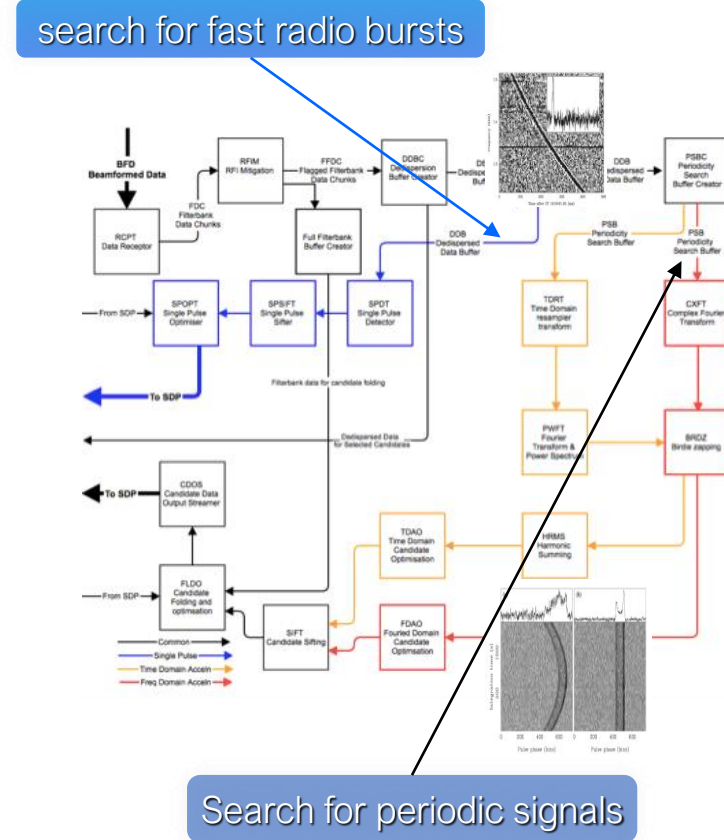 search for fast radio bursts
BFD
Beamformed Data
RCPT
Data Receptor
FDC
Filterbank
Data Chunks
RFIM
RFI Mitigation
FFDC
Flagged Filterbank
Data Chunks
DDBC
Dedispersion
Buffer Creator
Full Filterbank
Buffer Creator
DDB
Data Buffer
PSBC
Periodicity
Search
Buffer Creator
DDB
Dedispersed
Data Buffer
PSB
Periodicity
Search Buffer
PSB
Periodicity
Search Buffer
From SDP
SPOPT
Single Pulse
Optimiser
SPSIFT
Single Pulse
Sifter
SPDT
Single Pulse
Detector
TDRT
Time Domain
resampler
transform
CXFT
Complex Fourier
Transform
To SDP
Filterbank data for candidate folding
Dedispersed Data
for Selected Candidates
PWFT
Fourier
Transform &
Power Spectrum
BRDZ
Birdie zapping
To SDP
CDOS
Candidate Data
Output Streamer
TDAO
Time Domain
Candidate
Optimisation
HRMS
Harmonic
Summing
From SDP
FLDO
Candidate
Folding and
optimisation
SIFT
Candidate Sifting
FDAO
Fouried Domain
Candidate
Optimsation
Common
Single Pulse
Time Domain Acceln
Freq Domain Acceln
Pulse phase (bins)
Pulse phase (bins)
Search for periodic signals